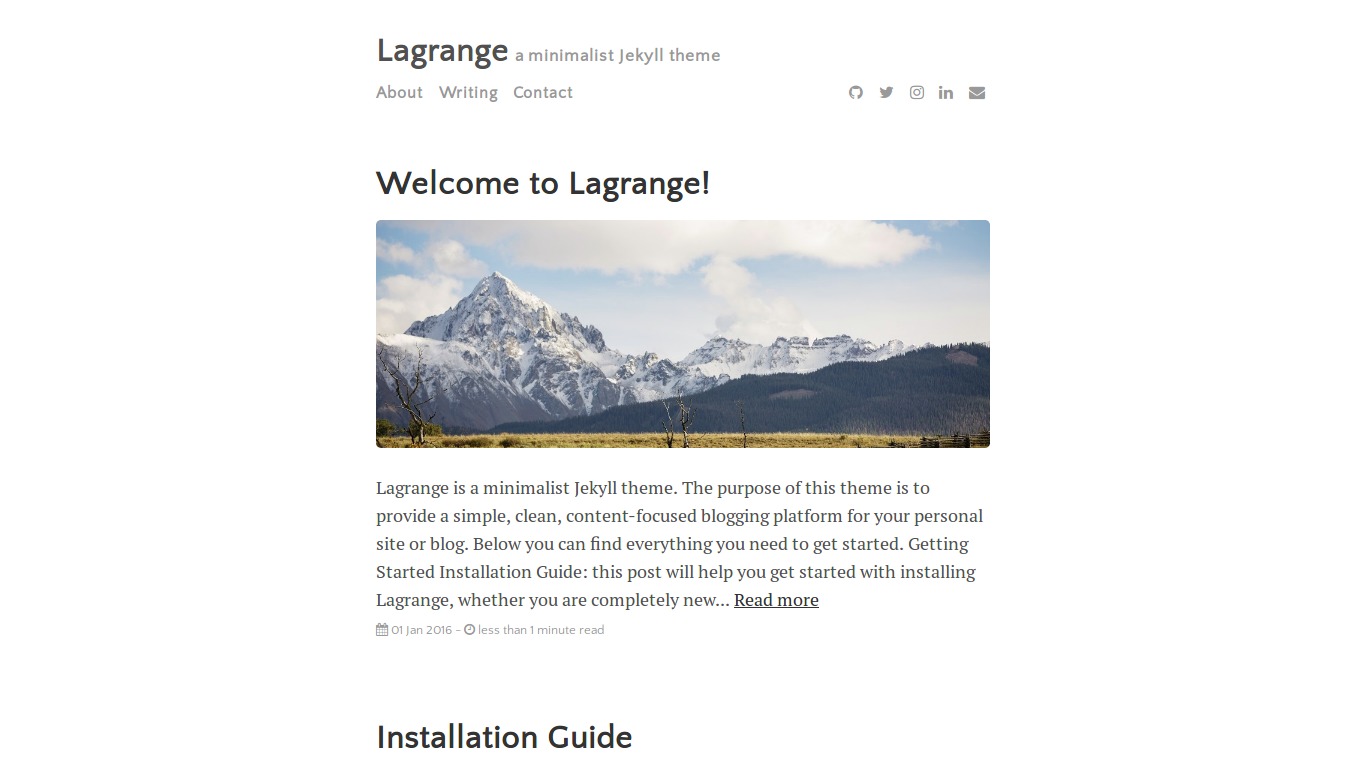 Lagrange a minimalist Jekyll theme
About Writing Contact
Welcome to Lagrange!
Lagrange is a minimalist Jekyll theme. The purpose of this theme is to
provide a simple, clean, content-focused blogging platform for your personal
site or blog. Below you can find everything you need to get started. Getting
Started Installation Guide: this post will help you get started with installing
Lagrange, whether you are completely new... Read more
01 Jan 2016 - less than 1 minute read
Installation Guide